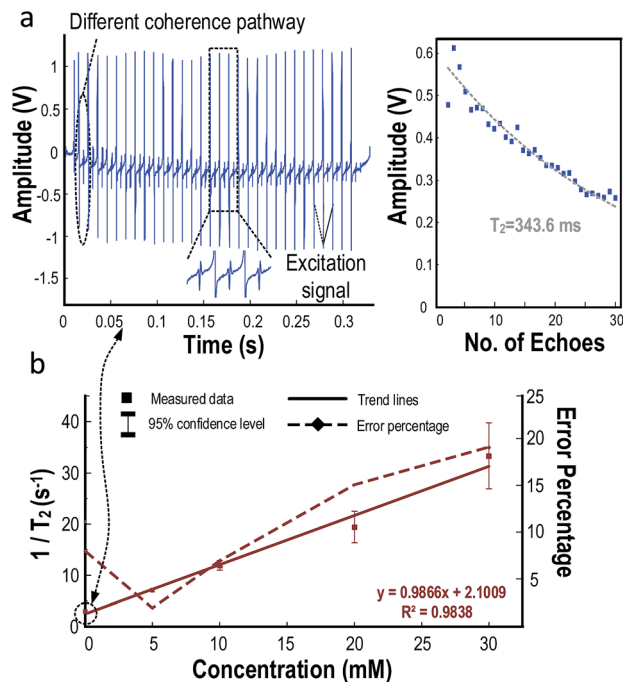 a
Different coherence pathway
Amplitude (V)
1
0.5
0
-0.5
-1
-1.5
0
0.05
0.1
0.15
0.2
0.25
0.3
Time (s)
Excitation
signal
Amplitude (V)
0.6
0.5
0.4
0.3
0.2
0.1
0
0
10
20
30
No. of Echoes
T₂=343.6 ms
b
Measured data
95% confidence level
Trend lines
Error percentage
1 / T₂ (s⁻¹)
40
30
20
10
0
0
5
10
20
30
Concentration (mM)
Error Percentage
25
20
15
10
5
y = 0.9866x + 2.1009
R² = 0.9838